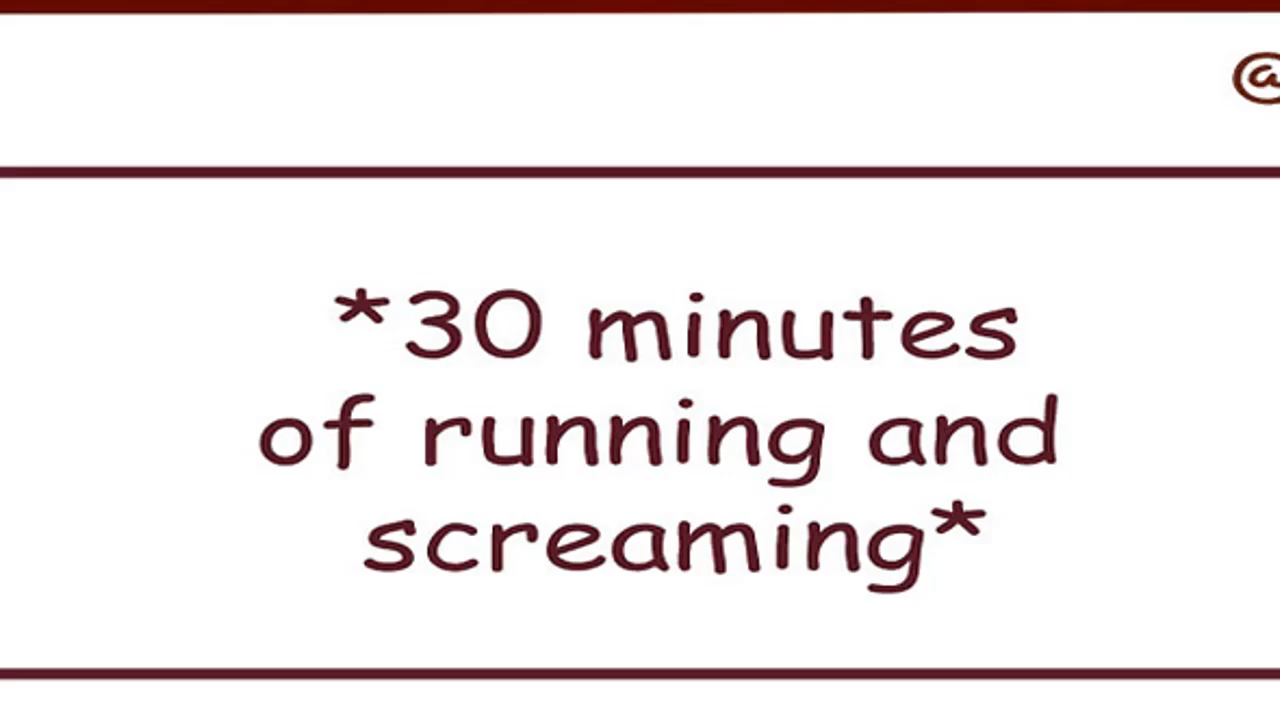 @
*30 minutes
of running and
screaming*